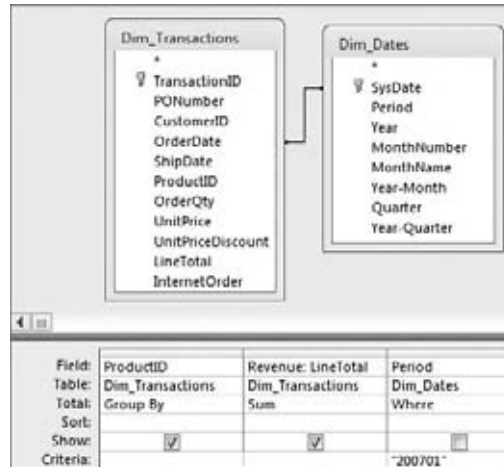 Dim_Transactions
*
TransactionID
PONumber
CustomerID
OrderDate
ShipDate
ProductID
OrderQty
UnitPrice
UnitPriceDiscount
LineTotal
InternetOrder
Dim_Dates
*
SysDate
Period
Year
MonthNumber
MonthName
Year-Month
Quarter
Year-Quarter
Field: ProductID Revenue: LineTotal Period
Table: Dim_Transactions Dim_Transactions Dim_Dates
Total: Group By Sum Where
Sort:
Show:
Criteria: "200701"